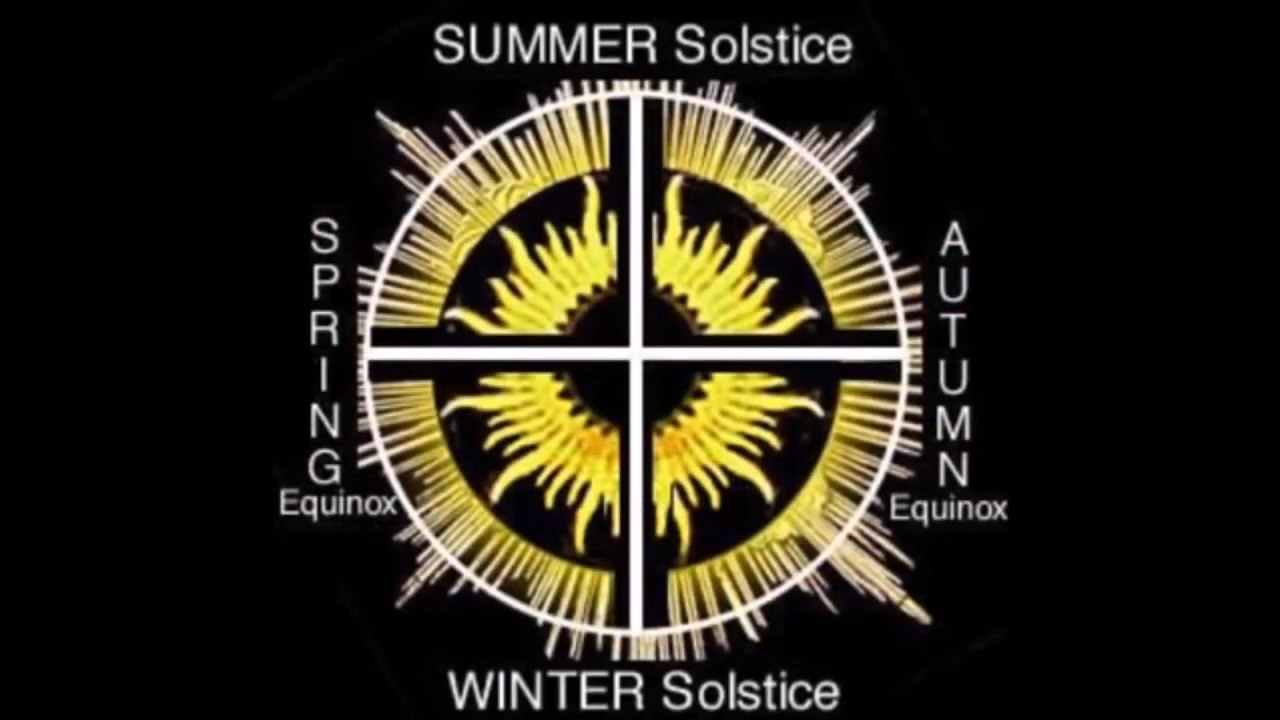 SUMMER Solstice
SPRING
Equinox
AUTUMN
Equinox
WINTER Solstice